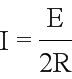 I = E / 2R